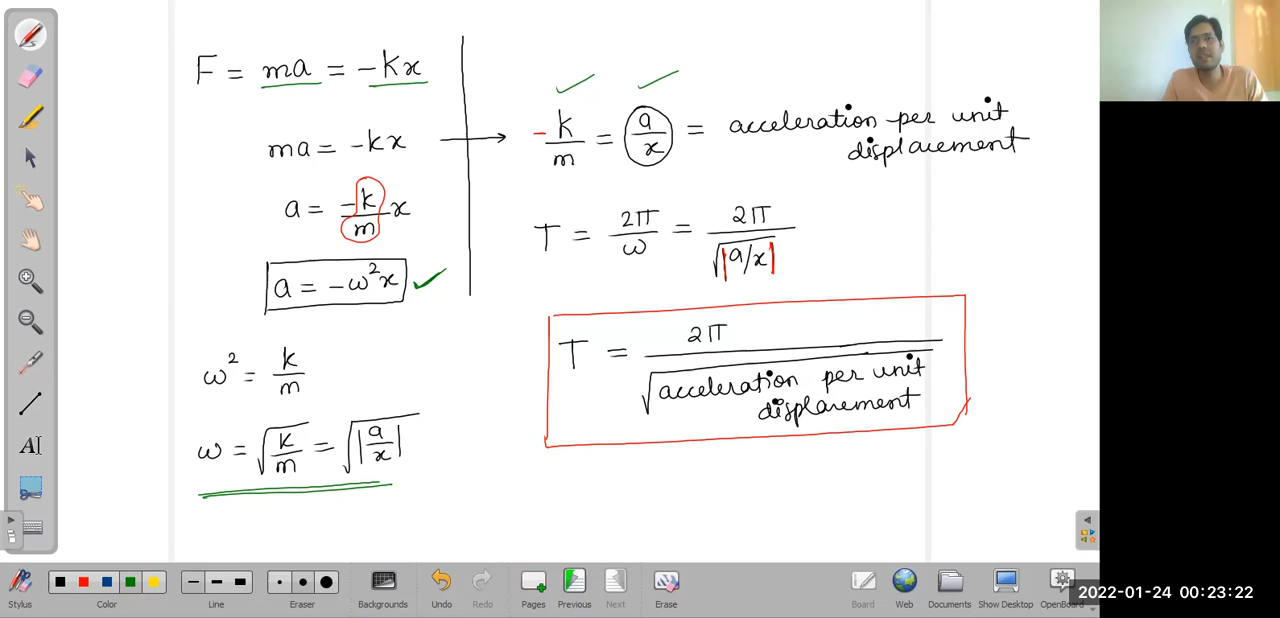 F = ma = -kx
ma = -kx
a = -k/m x
a = -ω²x
ω² = k/m
ω = √(k/m) = √|a/x|
-k/m = a/x = acceleration per unit
displacement
T = 2π/ω = 2π/√|a/x|
T = 2π/√(acceleration per unit
displacement)
Stylus
Color
Line
Eraser
Backgrounds
Undo
Redo
Pages
Previous
Next
Erase
Board
Web
Documents
Show Desktop
OpenBoard
2022-01-24 00:23:22